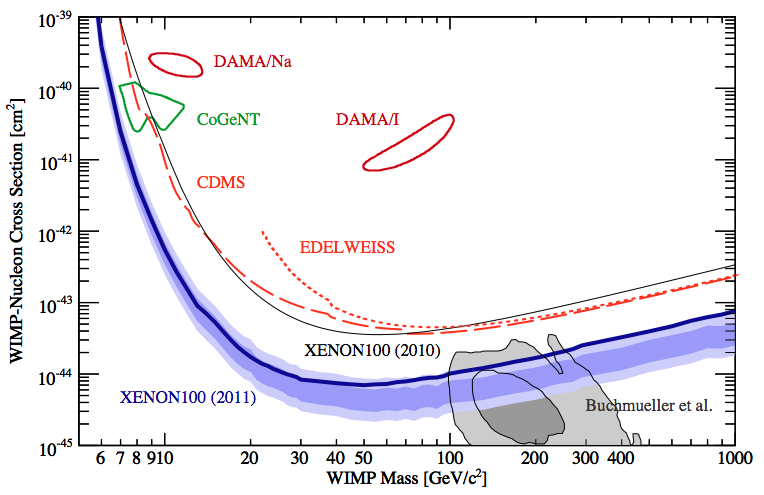 WIMP-Nucleon Cross Section [cm²]
10⁻³⁹
10⁻⁴⁰
10⁻⁴¹
10⁻⁴²
10⁻⁴³
10⁻⁴⁴
10⁻⁴⁵
DAMA/Na
CoGeNT
DAMA/I
CDMS
EDELWEISS
XENON100 (2010)
XENON100 (2011)
Buchmueller et al.
6 7 8 910 20 30 40 50 100 200 300 400 1000
WIMP Mass [GeV/c²]